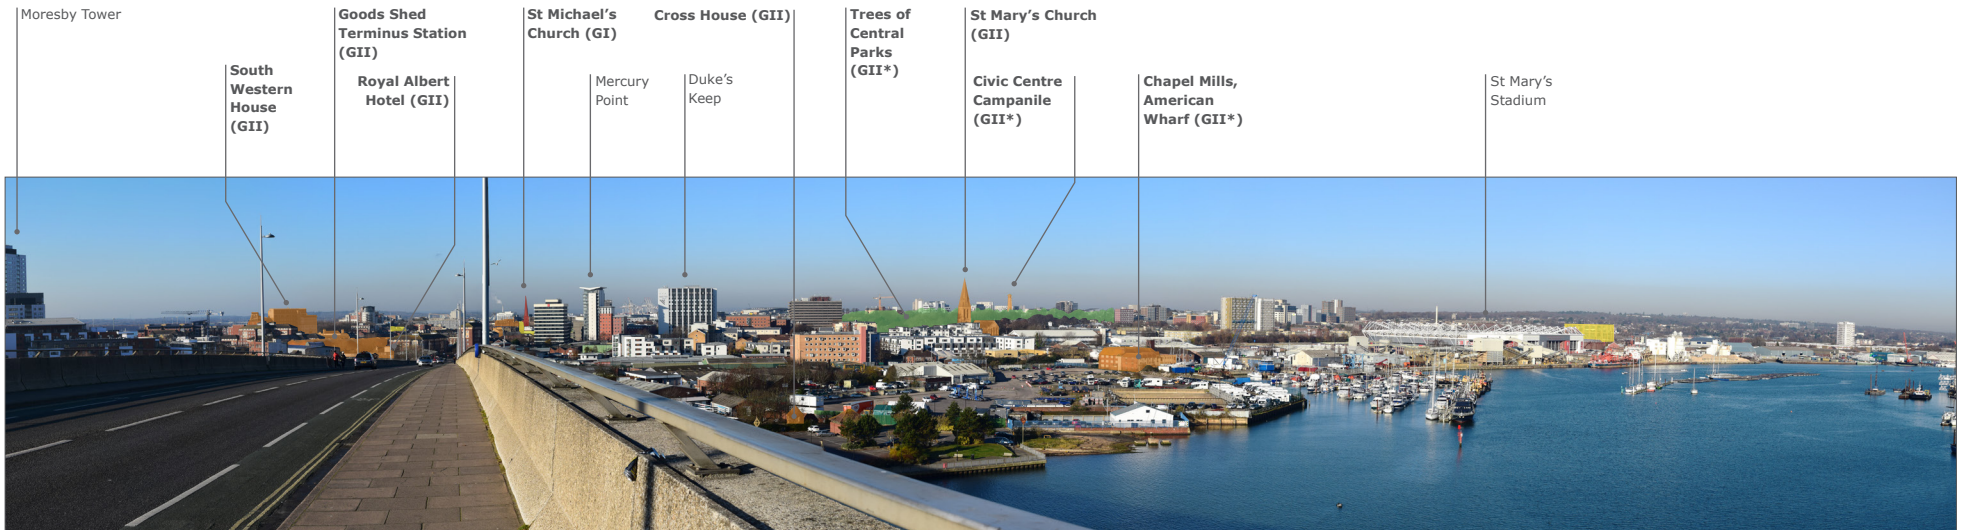 Moresby Tower
South
Western
House
(GII)
Goods Shed
Terminus Station
(GII)
Royal Albert
Hotel (GII)
St Michael’s
Church (GI)
Mercury
Point
Cross House (GII)
Duke’s
Keep
Trees of
Central
Parks
(GII*)
St Mary’s Church
(GII)
Civic Centre
Campanile
(GII*)
Chapel Mills,
American
Wharf (GII*)
St Mary’s
Stadium